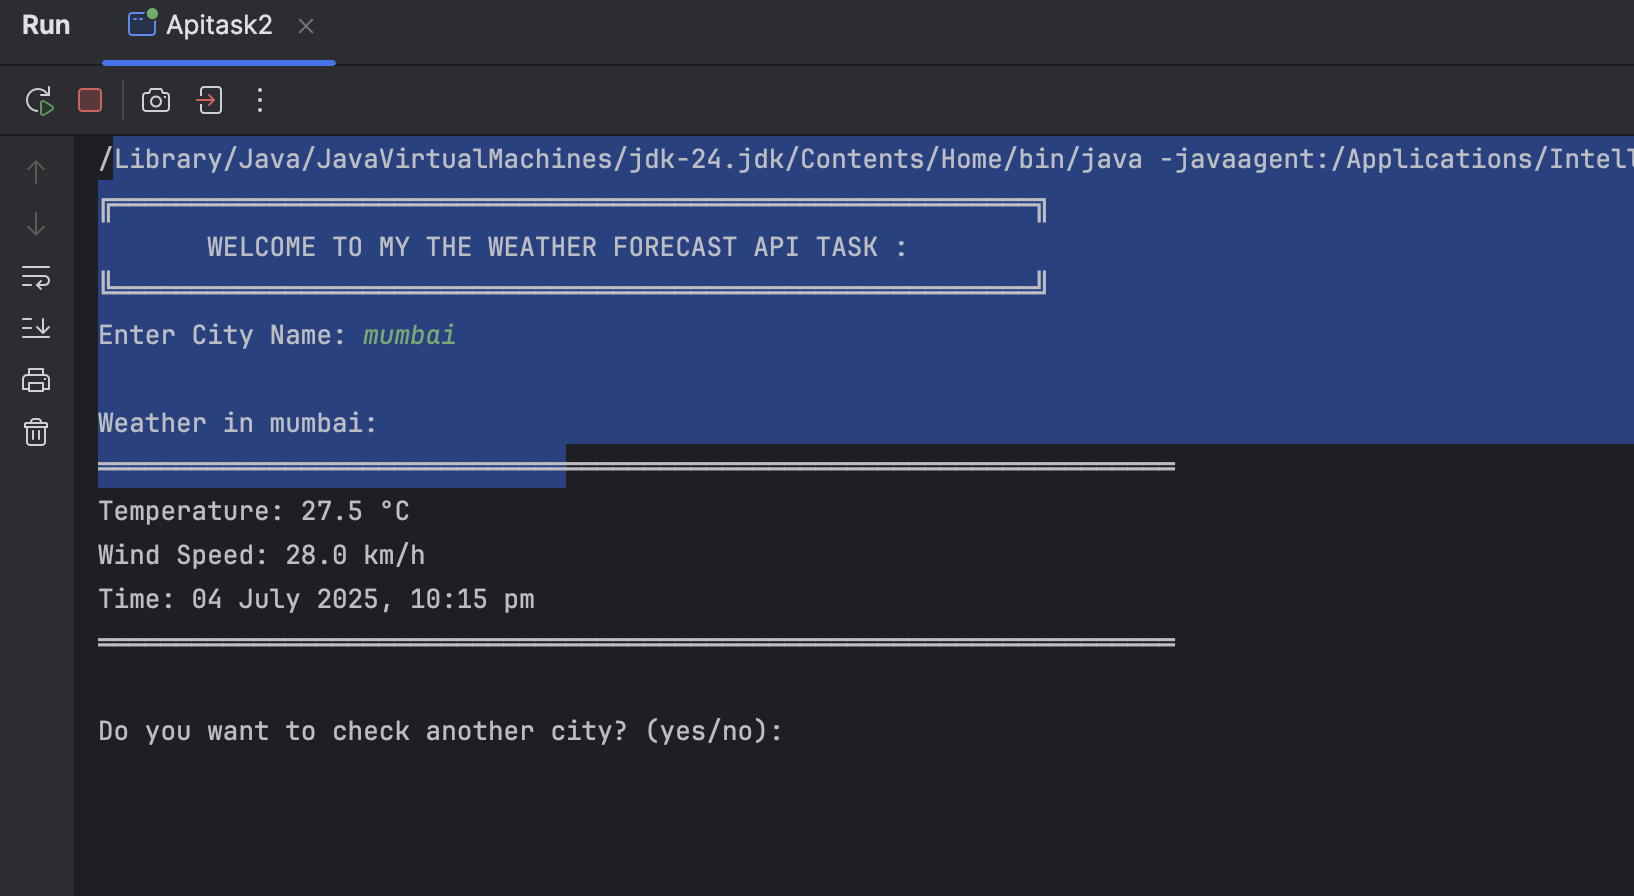 Run
Apitask2
/Library/Java/JavaVirtualMachines/jdk-24.jdk/Contents/Home/bin/java -javaagent:/Applications/Intell
WELCOME TO MY THE WEATHER FORECAST API TASK :
Enter City Name: mumbai
Weather in mumbai:
Temperature: 27.5 °C
Wind Speed: 28.0 km/h
Time: 04 July 2025, 10:15 pm
Do you want to check another city? (yes/no):